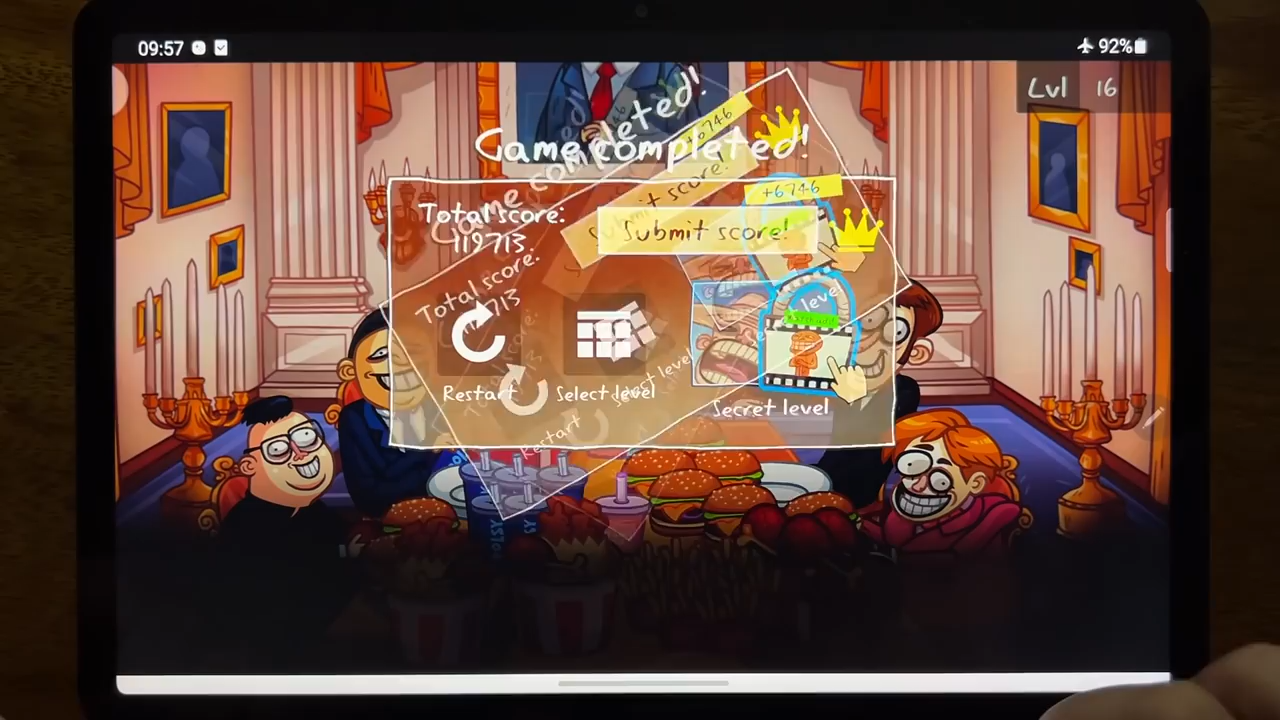 09:57
92%
Lvl 16
Game completed!
+6746
Total score:
119713
Submit score!
Restart
Select level
Secret level